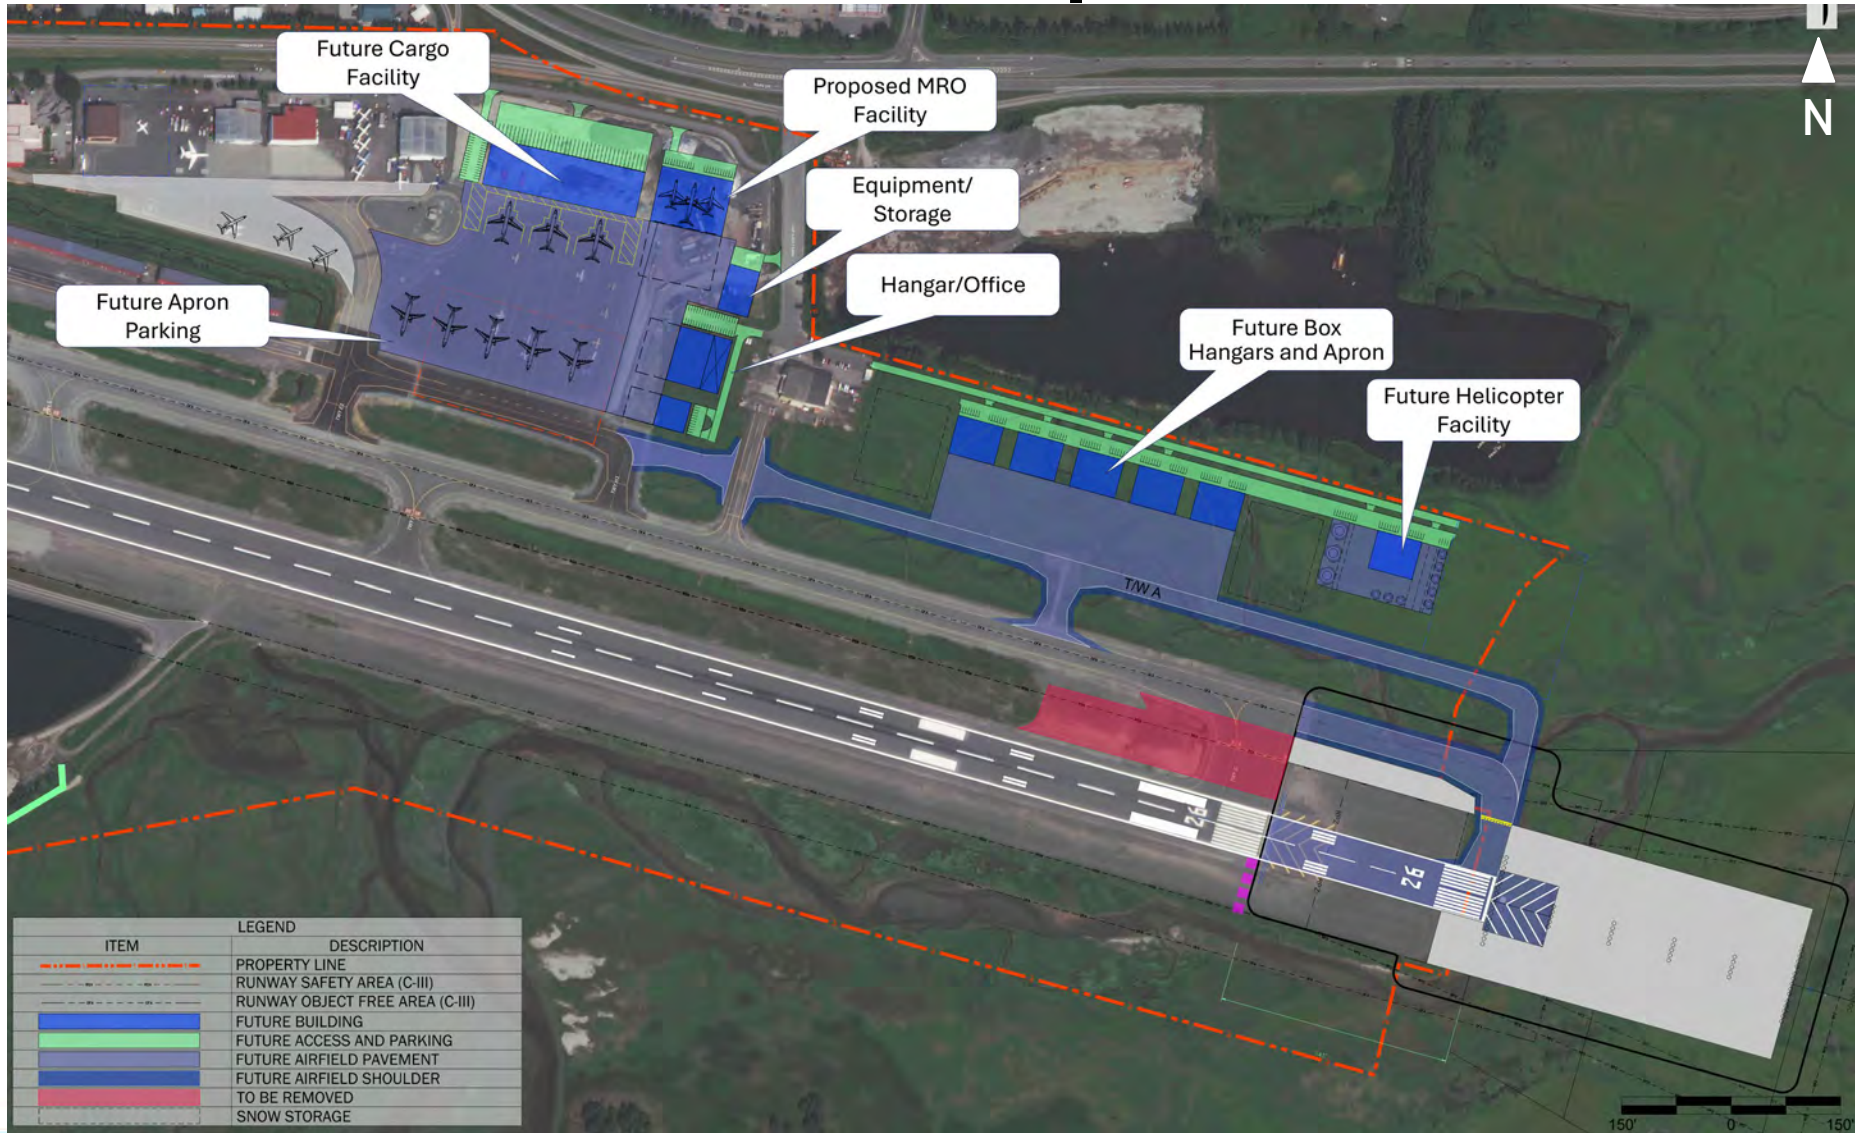 Future Cargo
Facility
Proposed MRO
Facility
N
Equipment/
Storage
Hangar/Office
Future Apron
Parking
Future Box
Hangars and Apron
Future Helicopter
Facility
T/W A
26
26
LEGEND
ITEM DESCRIPTION
PROPERTY LINE
RUNWAY SAFETY AREA (C-III)
RUNWAY OBJECT FREE AREA (C-III)
FUTURE BUILDING
FUTURE ACCESS AND PARKING
FUTURE AIRFIELD PAVEMENT
FUTURE AIRFIELD SHOULDER
TO BE REMOVED
SNOW STORAGE
150' 0 150'